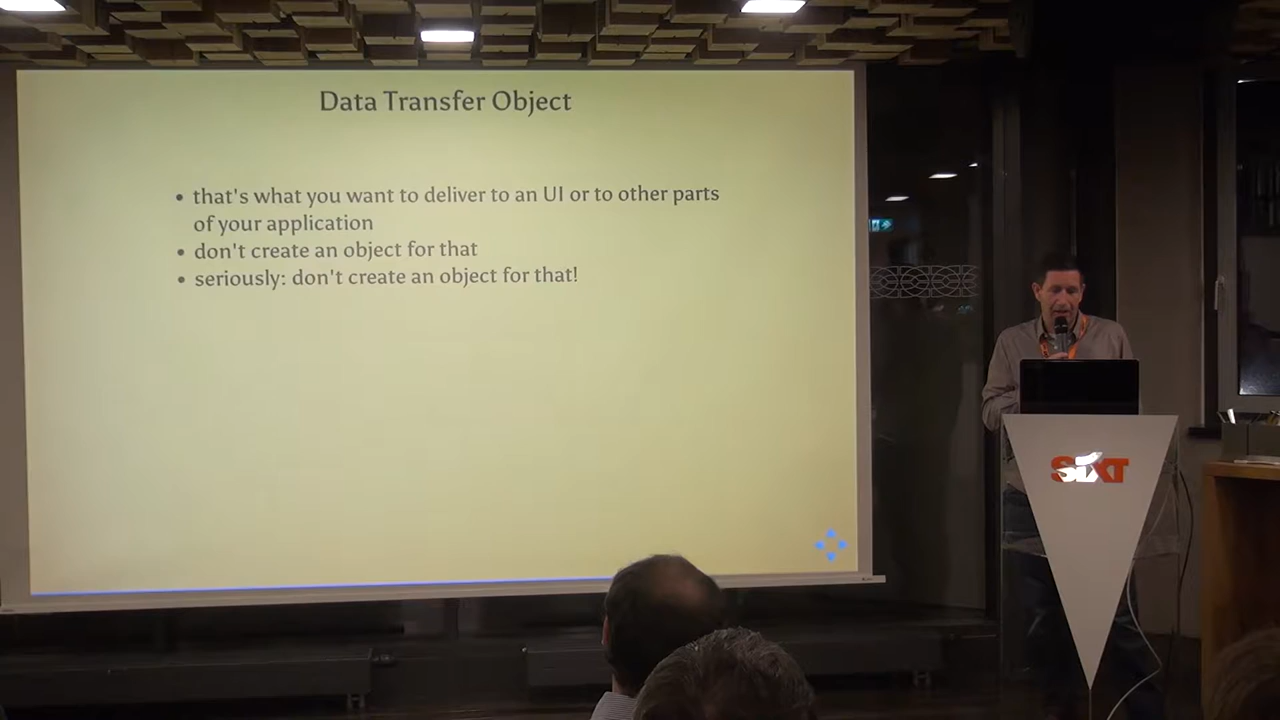 Data Transfer Object
• that's what you want to deliver to an UI or to other parts
of your application
• don't create an object for that
• seriously: don't create an object for that!
SIXT